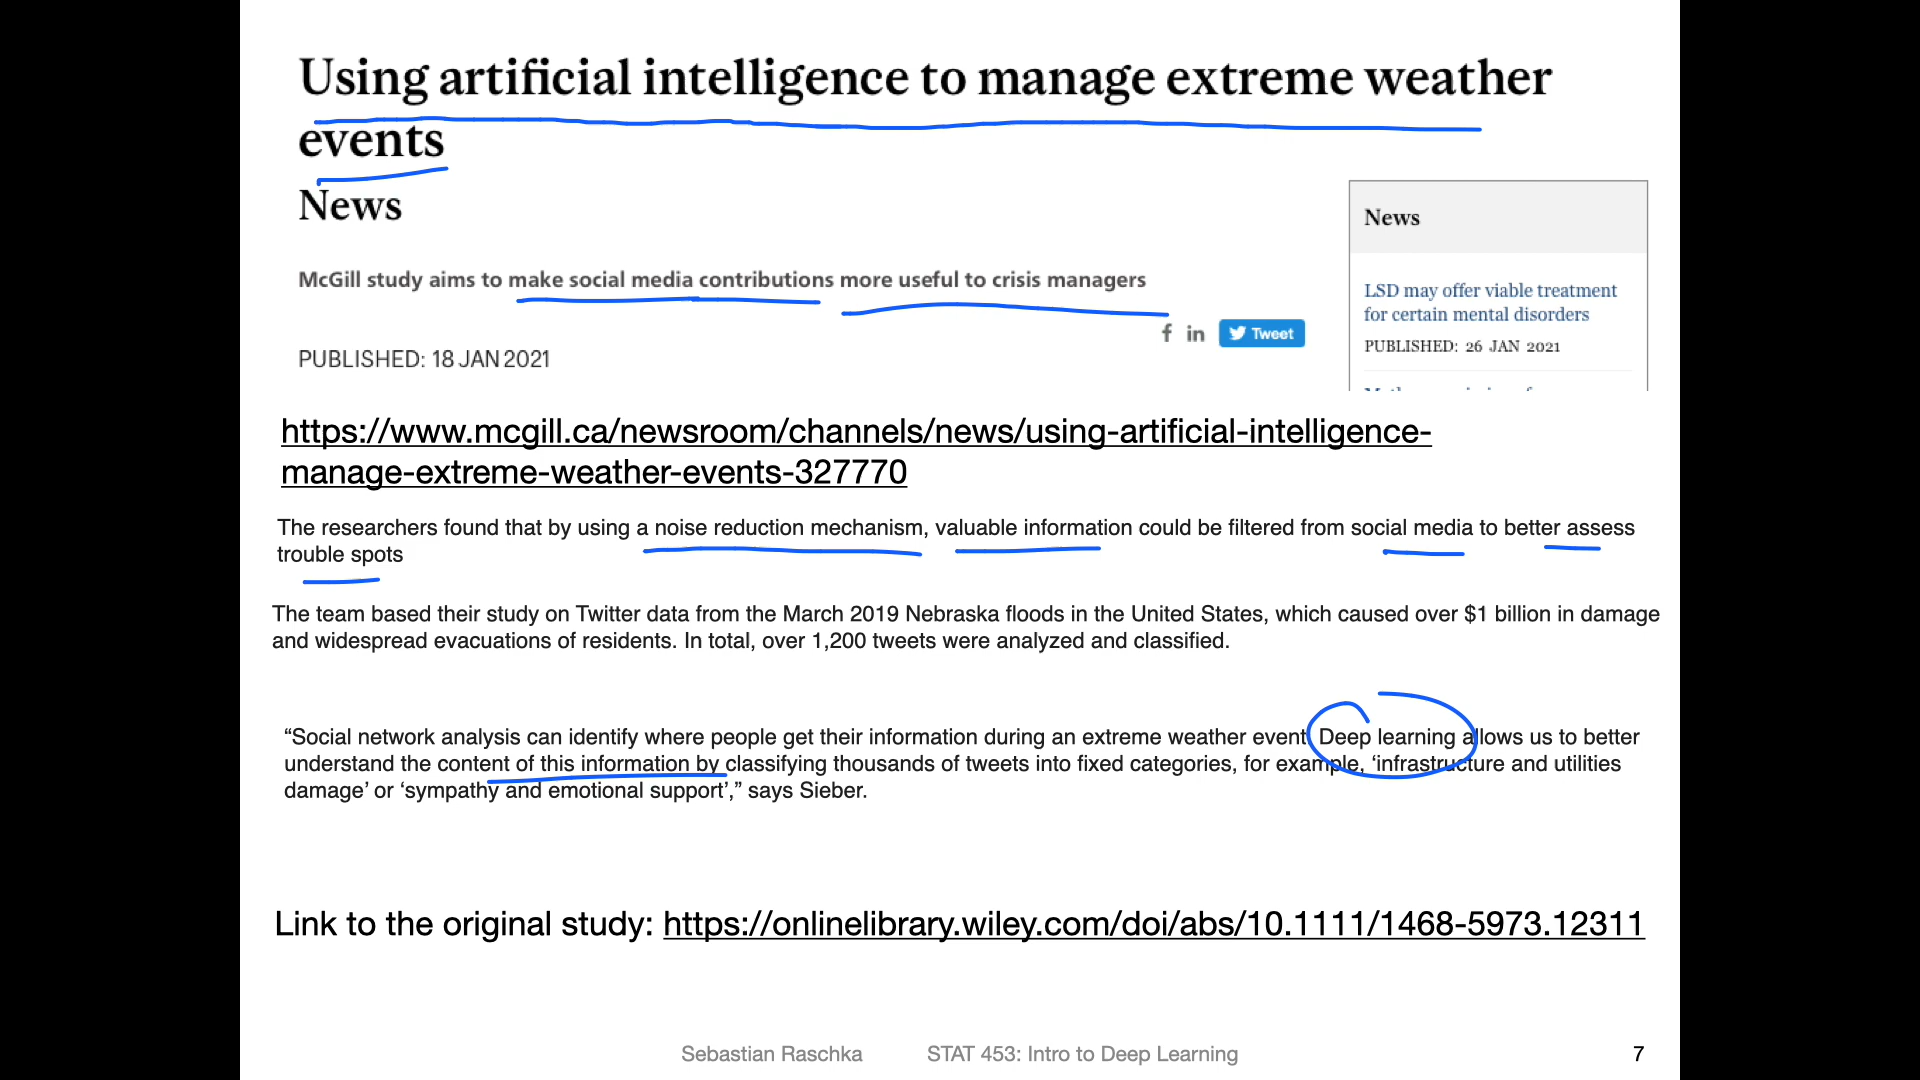 Using artificial intelligence to manage extreme weather
events
News
McGill study aims to make social media contributions more useful to crisis managers
f in Tweet
PUBLISHED: 18 JAN 2021
News
LSD may offer viable treatment
for certain mental disorders
PUBLISHED: 26 JAN 2021
https://www.mcgill.ca/newsroom/channels/news/using-artificial-intelligence-
manage-extreme-weather-events-327770
The researchers found that by using a noise reduction mechanism, valuable information could be filtered from social media to better assess
trouble spots
The team based their study on Twitter data from the March 2019 Nebraska floods in the United States, which caused over $1 billion in damage
and widespread evacuations of residents. In total, over 1,200 tweets were analyzed and classified.
“Social network analysis can identify where people get their information during an extreme weather event. Deep learning allows us to better
understand the content of this information by classifying thousands of tweets into fixed categories, for example, ‘infrastructure and utilities
damage’ or ‘sympathy and emotional support’,” says Sieber.
Link to the original study: https://onlinelibrary.wiley.com/doi/abs/10.1111/1468-5973.12311
Sebastian Raschka STAT 453: Intro to Deep Learning 7